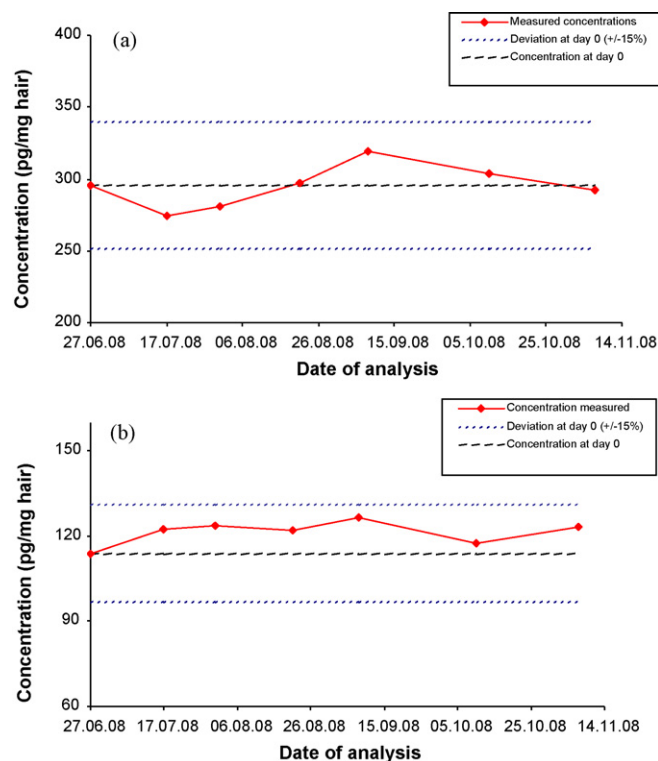 (a)
Measured concentrations
Deviation at day 0 (+/-15%)
Concentration at day 0
400
350
300
250
200
Concentration (pg/mg hair)
27.06.08 17.07.08 06.08.08 26.08.08 15.09.08 05.10.08 25.10.08 14.11.08
Date of analysis
(b)
Concentration measured
Deviation at day 0 (+/-15%)
Concentration at day 0
150
120
90
60
Concentration (pg/mg hair)
27.06.08 17.07.08 06.08.08 26.08.08 15.09.08 05.10.08 25.10.08 14.11.08
Date of analysis